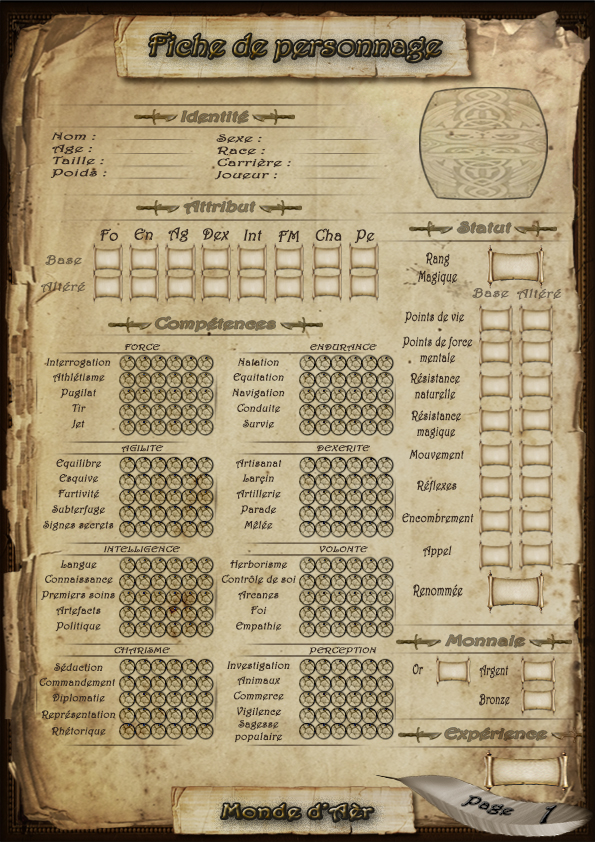 Fiche de personnage
Identité
Nom : Sexe :
Age : Race :
Taille : Carrière :
Poids : Joueur :
Attribut
Fo En Ag Dex Int FM Cha Pe
Base
Altéré
Statut
Rang
Magique
Base Altéré
Points de vie
Points de force
mentale
Résistance
naturelle
Résistance
magique
Mouvement
Réflexes
Encombrement
Appel
Renommée
Compétences
FORCE
Interrogation
Athlétisme
Pugilat
Tir
Jet
ENDURANCE
Natation
Equitation
Navigation
Conduite
Survie
AGILITE
Equilibre
Esquive
Furtivité
Subterfuge
Signes secrets
DEXERITE
Artisanat
Larçin
Artillerie
Parade
Mêlée
INTELLIGENCE
Langue
Connaissance
Premiers soins
Artefacts
Politique
VOLONTE
Herborisme
Contrôle de soi
Arcanes
Foi
Empathie
CHARISME
Séduction
Commandement
Diplomatie
Représentation
Rhétorique
PERCEPTION
Investigation
Animaux
Commerce
Vigilence
Sagesse
populaire
Monnaie
Or Argent
Bronze
Expérience
Monde d'Aèr
Page 1